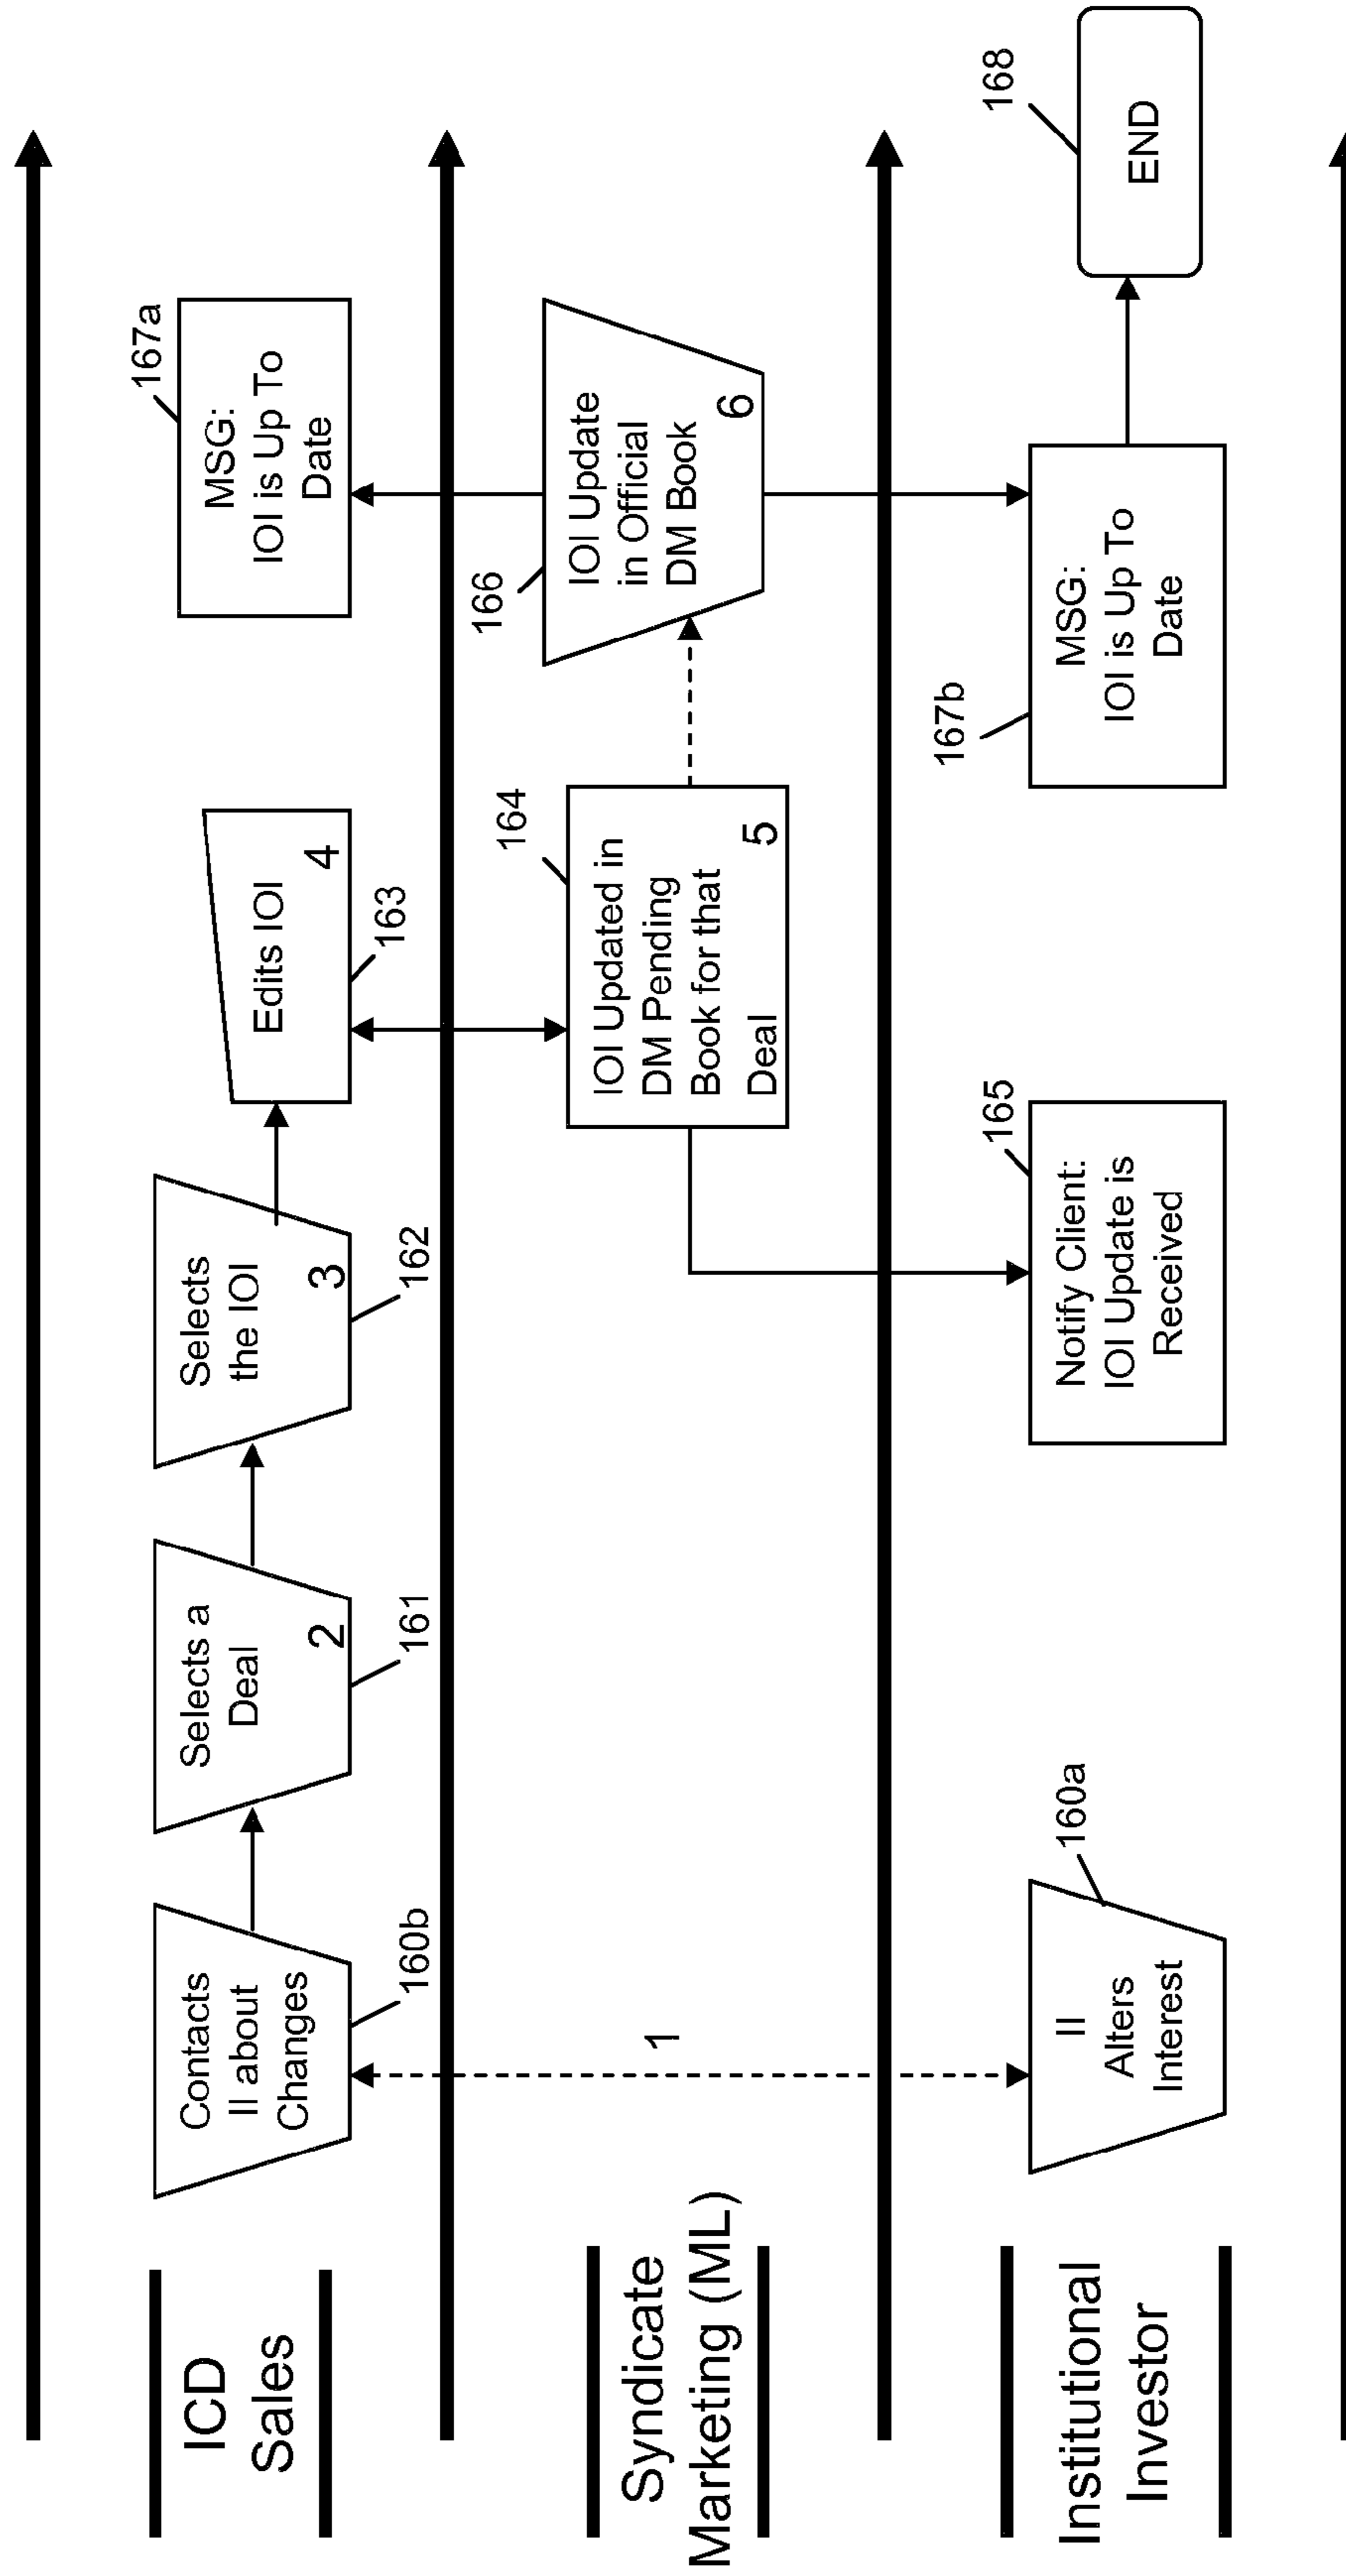 ICD
Sales
Contacts
II about
Changes
160b
Selects a
Deal
2
161
Selects
the IOI
3
162
Edits IOI
4
163
MSG:
IOI is Up To
Date
167a
Syndicate
Marketing (ML)
1
IOI Updated in
DM Pending
Book for that
Deal
5
164
IOI Update
in Official
DM Book
6
166
Institutional
Investor
II
Alters
Interest
160a
Notify Client:
IOI Update is
Received
165
MSG:
IOI is Up To
Date
167b
END
168